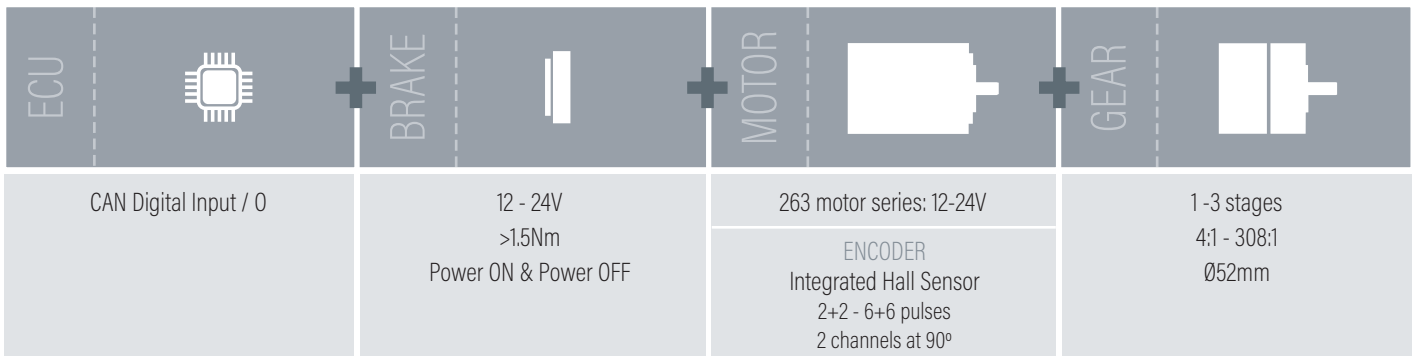 ECU
CAN Digital Input / O
BRAKE
12 - 24V
>1.5Nm
Power ON & Power OFF
MOTOR
263 motor series: 12-24V
ENCODER
Integrated Hall Sensor
2+2 - 6+6 pulses
2 channels at 90º
GEAR
1 -3 stages
4:1 - 308:1
Ø52mm